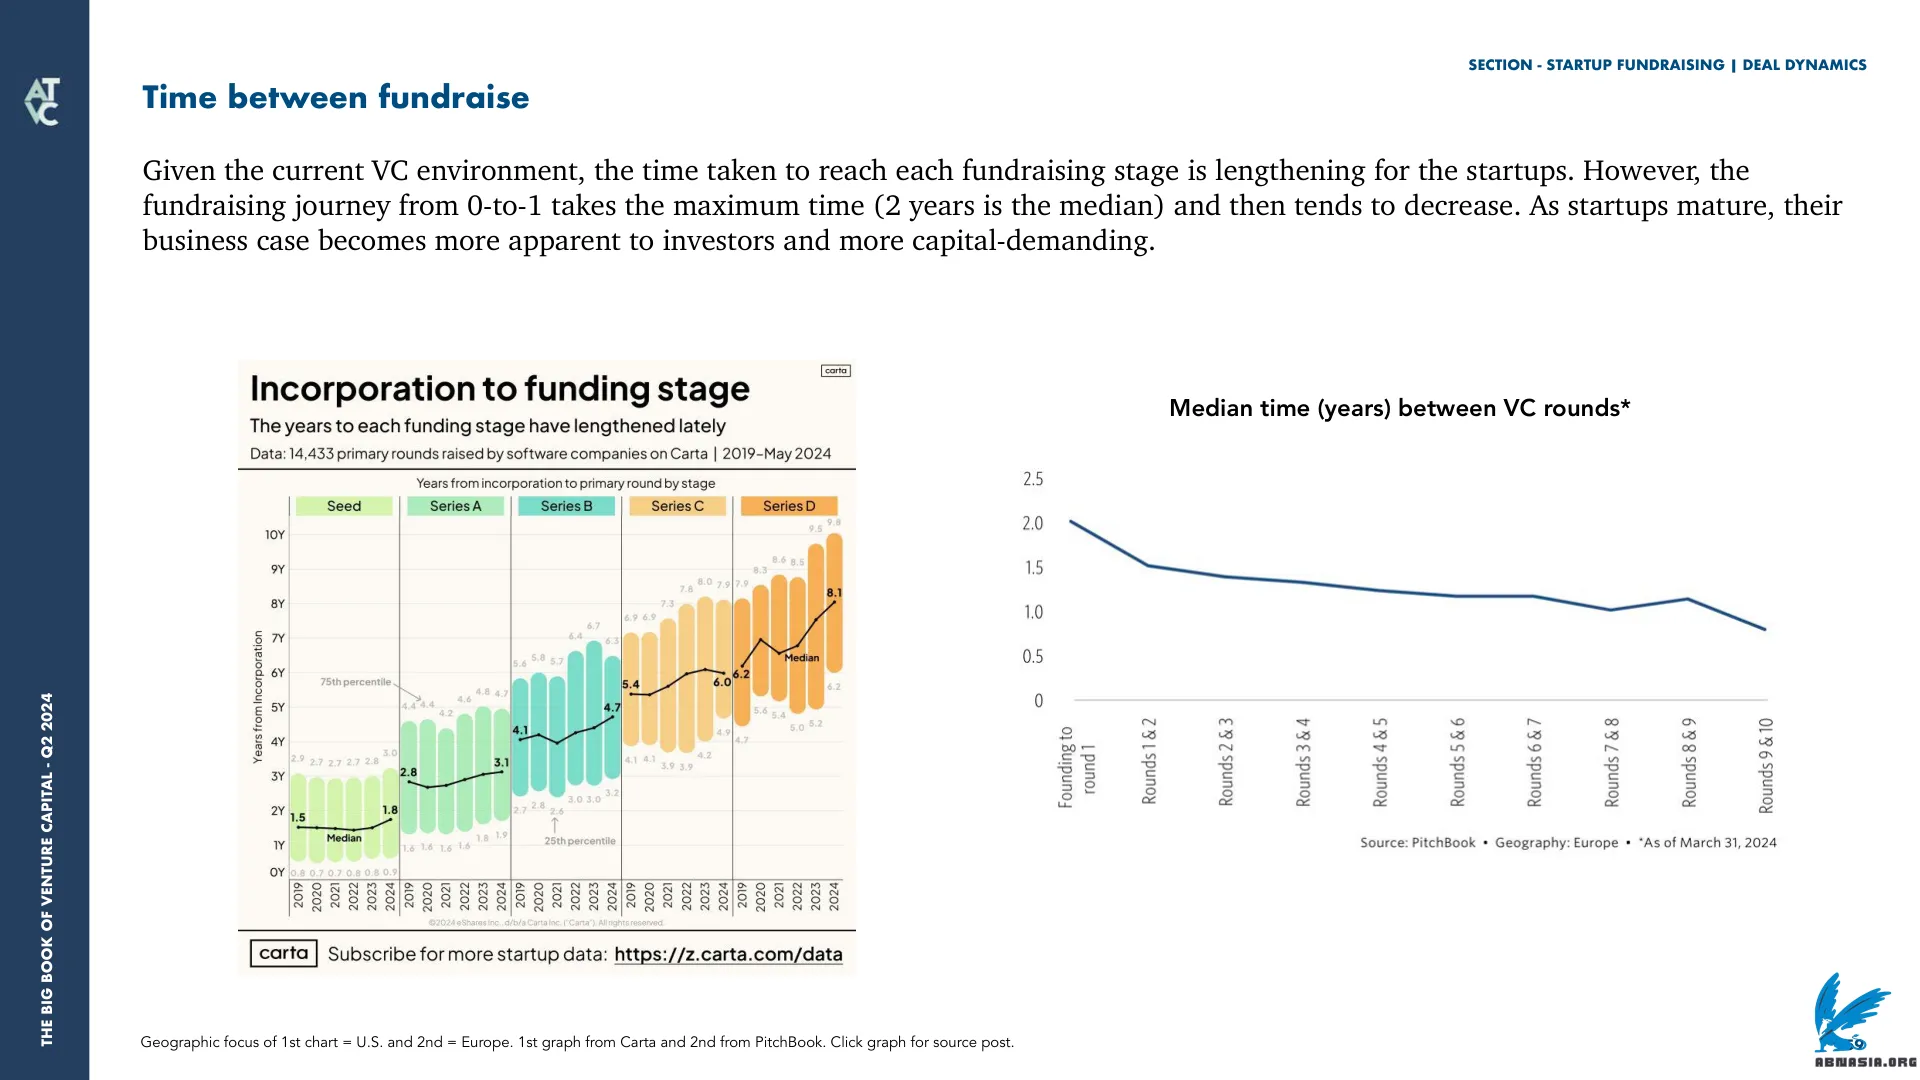 SECTION - STARTUP FUNDRAISING | DEAL DYNAMICS
ATVC
Time between fundraise
Given the current VC environment, the time taken to reach each fundraising stage is lengthening for the startups. However, the
fundraising journey from 0-to-1 takes the maximum time (2 years is the median) and then tends to decrease. As startups mature, their
business case becomes more apparent to investors and more capital-demanding.
carta
Incorporation to funding stage
The years to each funding stage have lengthened lately
Data: 14,433 primary rounds raised by software companies on Carta | 2019–May 2024
Years from incorporation to primary round by stage
Seed Series A Series B Series C Series D
Years from Incorporation
10Y
9Y
8Y
7Y
6Y
5Y
4Y
3Y
2Y
1Y
0Y
2.9 2.7 2.7 2.7 2.8 3.0
1.5 1.8
Median
0.8 0.7 0.7 0.8 0.8 0.9
75th percentile
4.4 4.4 4.2 4.6 4.8 4.7
2.8 3.1
1.6 1.6 1.6 1.6 1.8 1.9
5.6 5.8 5.7 6.4 6.7 6.3
4.1 4.7
2.7 2.8 2.6 3.0 3.0 3.2
25th percentile
6.9 6.9 7.3 7.8 8.0 7.9
5.4 6.0
4.1 4.1 3.9 3.9 4.2 4.9
7.9 8.3 8.6 8.5 9.5 9.8
6.2 8.1
Median
4.7 5.6 5.4 5.0 5.2 6.2
2019 2020 2021 2022 2023 2024 2019 2020 2021 2022 2023 2024 2019 2020 2021 2022 2023 2024 2019 2020 2021 2022 2023 2024 2019 2020 2021 2022 2023 2024
©2024 eShares Inc., d/b/a Carta Inc. ("Carta"). All rights reserved.
carta Subscribe for more startup data: https://z.carta.com/data
Median time (years) between VC rounds*
2.5
2.0
1.5
1.0
0.5
0
Founding to round 1
Rounds 1 & 2
Rounds 2 & 3
Rounds 3 & 4
Rounds 4 & 5
Rounds 5 & 6
Rounds 6 & 7
Rounds 7 & 8
Rounds 8 & 9
Rounds 9 & 10
Source: PitchBook • Geography: Europe • *As of March 31, 2024
Geographic focus of 1st chart = U.S. and 2nd = Europe. 1st graph from Carta and 2nd from PitchBook. Click graph for source post.
THE BIG BOOK OF VENTURE CAPITAL - Q2 2024
ABNASIA.ORG